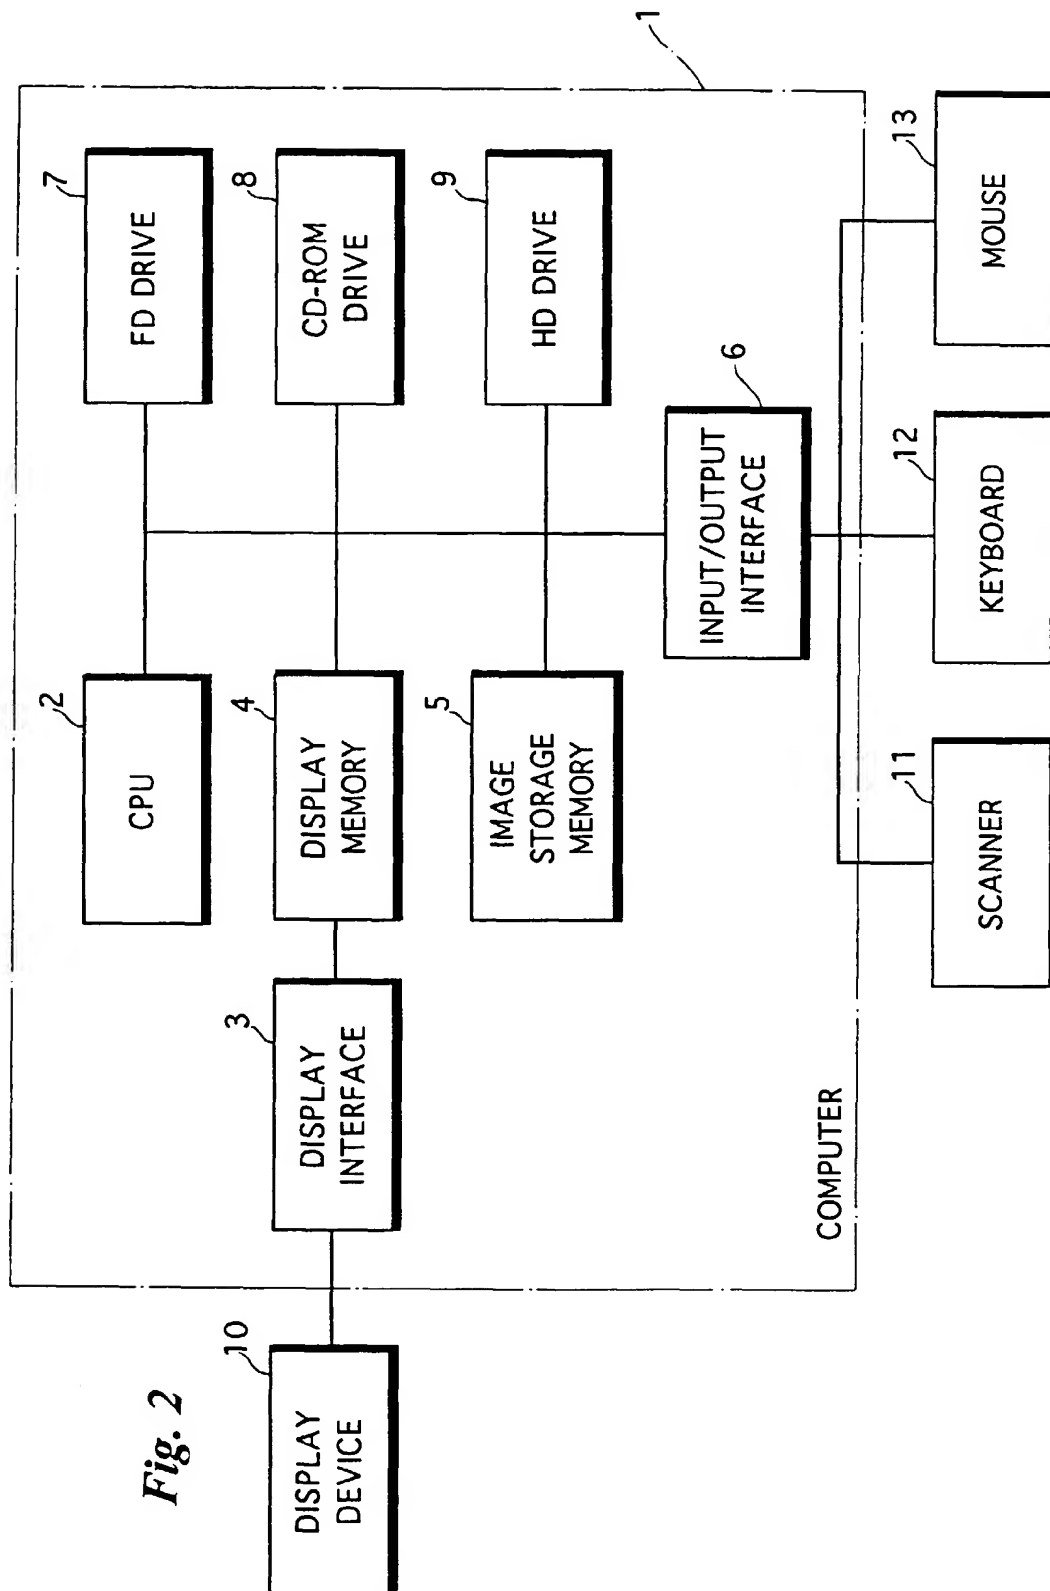 Fig. 2
1
2
CPU
7
FD DRIVE
10
DISPLAY
DEVICE
3
DISPLAY
INTERFACE
4
DISPLAY
MEMORY
8
CD-ROM
DRIVE
5
IMAGE
STORAGE
MEMORY
9
HD DRIVE
6
INPUT/OUTPUT
INTERFACE
COMPUTER
11
SCANNER
12
KEYBOARD
13
MOUSE